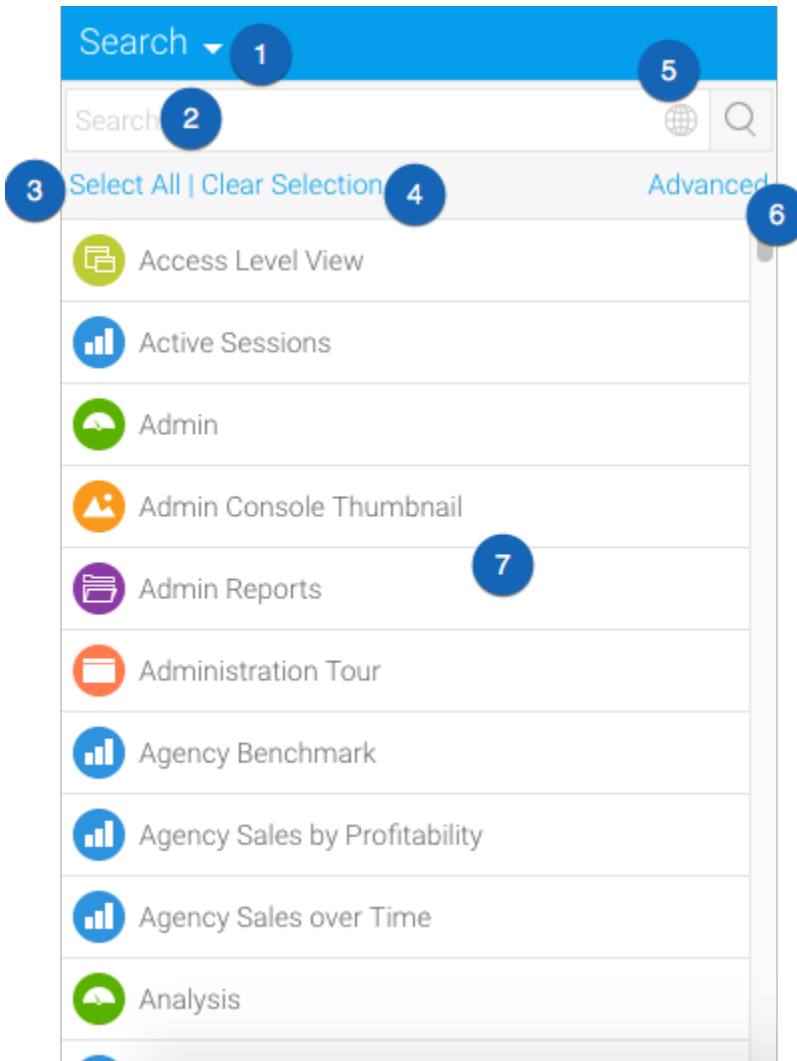 Search 1
5
Search 2
3 Select All | Clear Selection 4 Advanced 6
Access Level View
Active Sessions
Admin
Admin Console Thumbnail
7
Admin Reports
Administration Tour
Agency Benchmark
Agency Sales by Profitability
Agency Sales over Time
Analysis